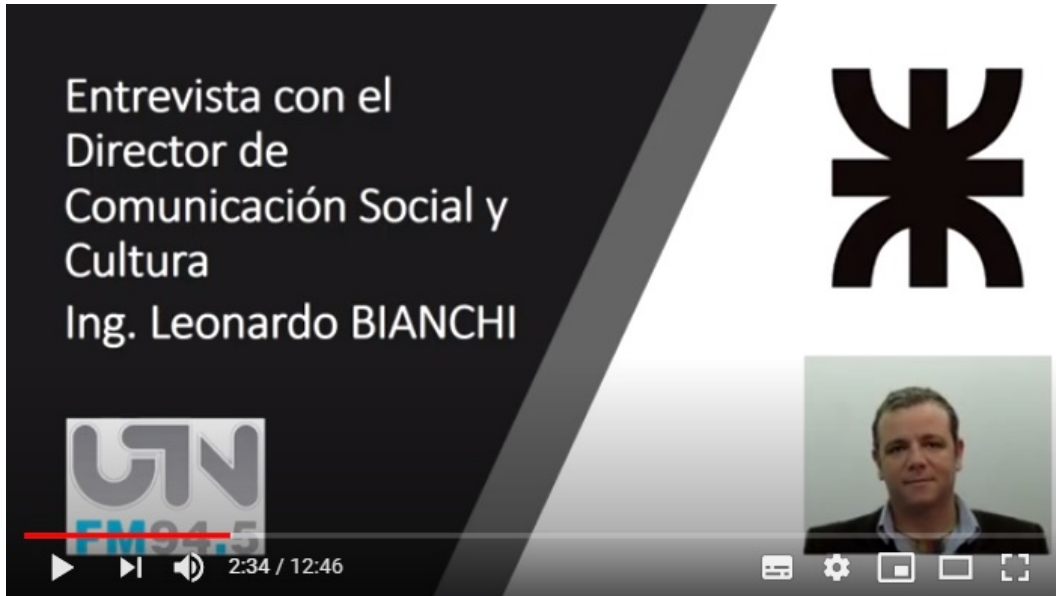 Entrevista con el
Director de
Comunicación Social y
Cultura
Ing. Leonardo BIANCHI
UTN
FM94.5
2:34 / 12:46